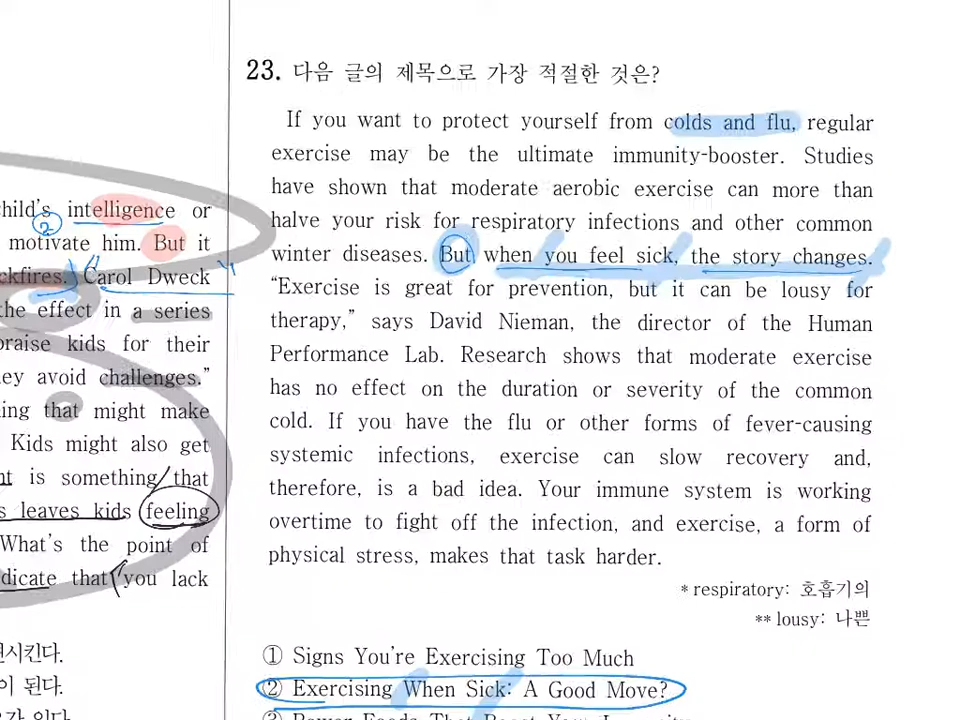 hild's intelligence or
②
motivate him. But it
ckfires. Carol Dweck
the effect in a series
praise kids for their
ey avoid challenges."
ing that might make
Kids might also get
nt is something that
s leaves kids feeling
What's the point of
dicate that you lack
시킨다.
이 된다.
23. 다음 글의 제목으로 가장 적절한 것은?
If you want to protect yourself from colds and flu, regular
exercise may be the ultimate immunity-booster. Studies
have shown that moderate aerobic exercise can more than
halve your risk for respiratory infections and other common
winter diseases. But when you feel sick, the story changes.
"Exercise is great for prevention, but it can be lousy for
therapy," says David Nieman, the director of the Human
Performance Lab. Research shows that moderate exercise
has no effect on the duration or severity of the common
cold. If you have the flu or other forms of fever-causing
systemic infections, exercise can slow recovery and,
therefore, is a bad idea. Your immune system is working
overtime to fight off the infection, and exercise, a form of
physical stress, makes that task harder.
* respiratory: 호흡기의
** lousy: 나쁜
① Signs You're Exercising Too Much
② Exercising When Sick: A Good Move?
③ Power Foods That Boost Your Immunity